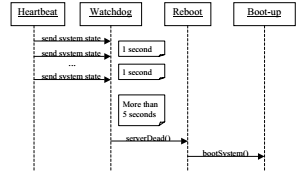 Heartbeat
Watchdog
Reboot
Boot-up
send system state
1 second
send system state
...
1 second
send system state
More than
5 seconds
serverDead()
bootSystem()